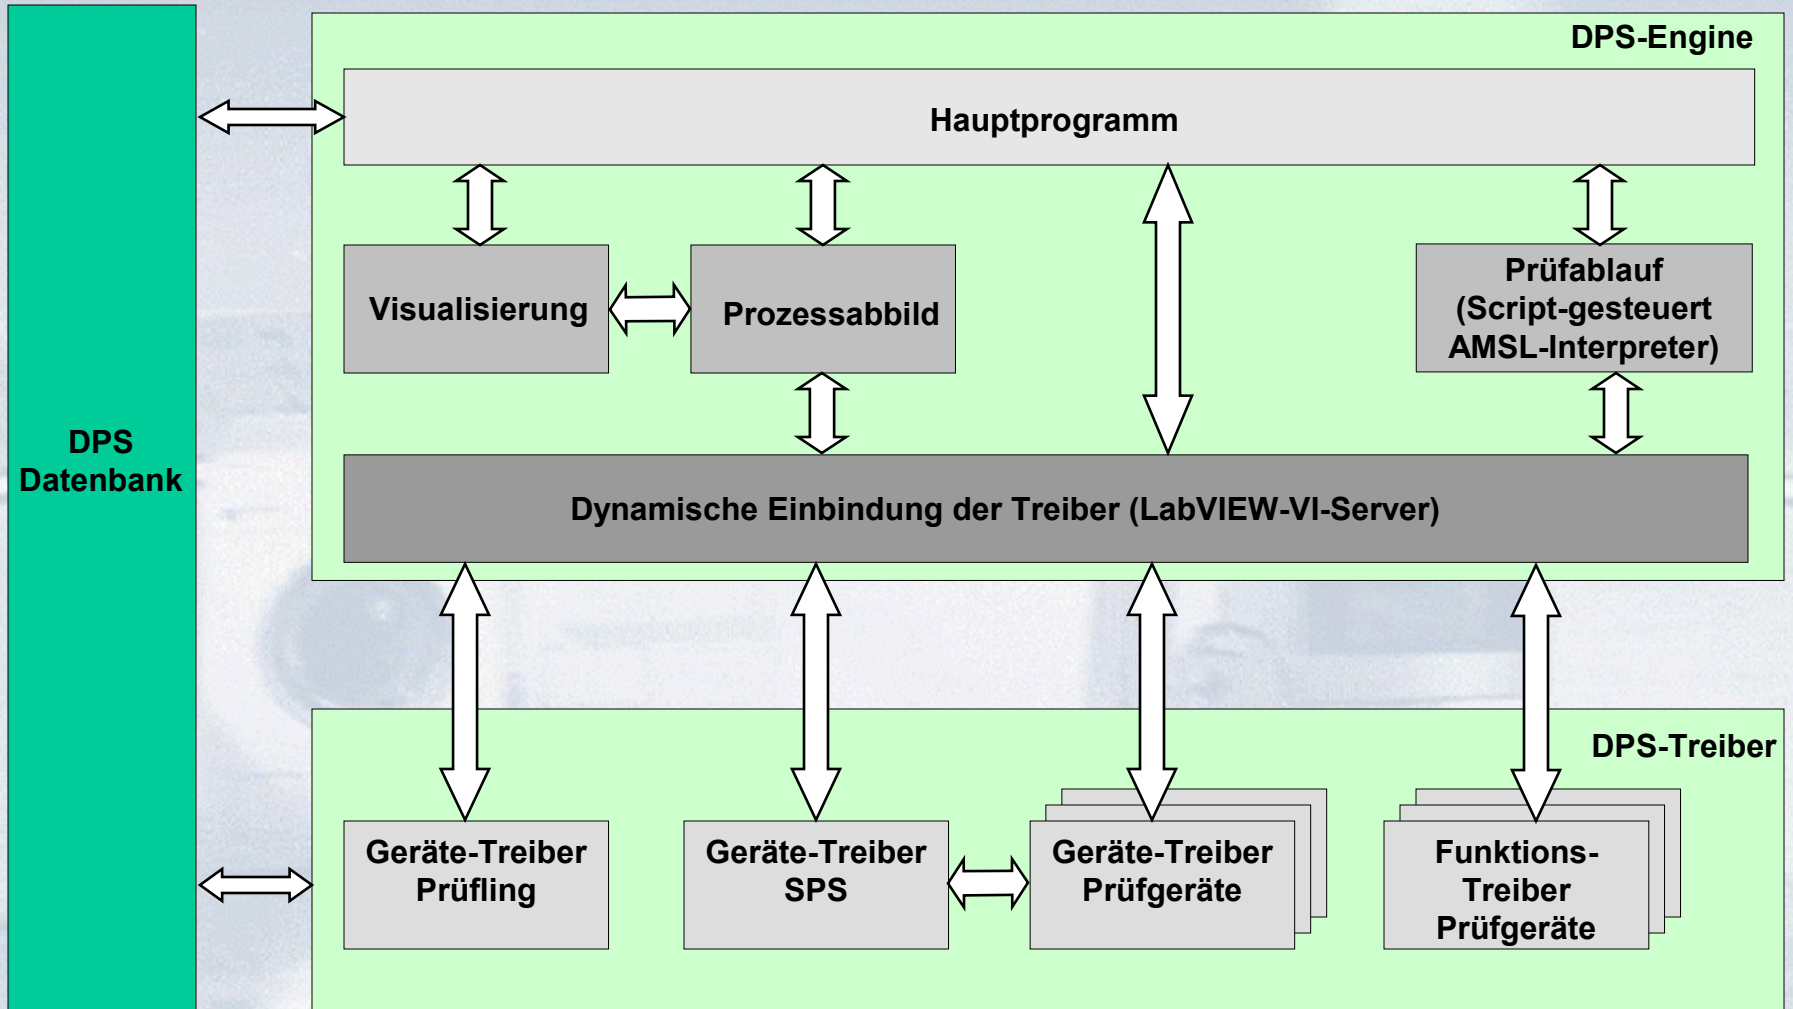 DPS-Engine
Hauptprogramm
Visualisierung
Prozessabbild
Prüfablauf
(Script-gesteuert
AMSL-Interpreter)
DPS
Datenbank
Dynamische Einbindung der Treiber (LabVIEW-VI-Server)
DPS-Treiber
Geräte-Treiber
Prüfling
Geräte-Treiber
SPS
Geräte-Treiber
Prüfgeräte
Funktions-
Treiber
Prüfgeräte